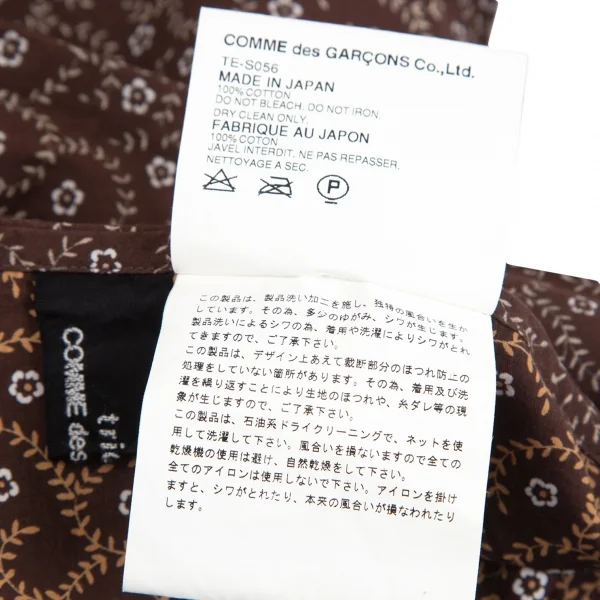 COMME des GARÇONS Co.,Ltd.
TE-S056
MADE IN JAPAN
100% COTTON
DO NOT BLEACH. DO NOT IRON.
DRY CLEAN ONLY.
FABRIQUE AU JAPON
100% COTON
JAVEL INTERDIT. NE PAS REPASSER.
NETTOYAGE A SEC.
P
この製品は、製品洗い加工を施し、独特の風合いを生か
しています。その為、多少のゆがみ、シワが生じます。
製品洗いによるシワの為、着用や洗濯によりシワがとれ
てきますので、ご了承下さい。
この製品は、デザイン上あえて裁断部分のほつれ防止の
処理をしていない箇所があります。その為、着用及び洗
濯を繰り返すことにより生地のほつれや、糸ダレ等の現
象が生じますので、ご了承下さい。
この製品は、石油系ドライクリーニングで、ネットを使
用して洗濯して下さい。風合いを損ないますので全ての
乾燥機の使用は避け、自然乾燥をして下さい。
全てのアイロンは使用しないで下さい。アイロンを掛け
ますと、シワがとれたり、本来の風合いが損なわれたり
します。
COMME des
tric